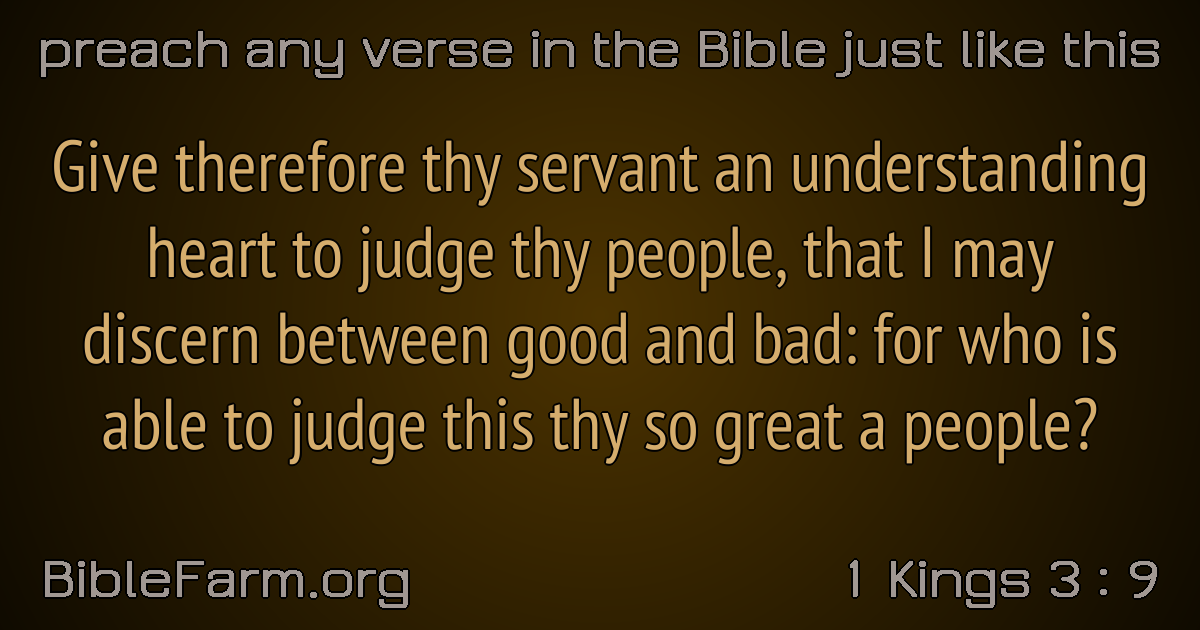 preach any verse in the Bible just like this
Give therefore thy servant an understanding
heart to judge thy people, that I may
discern between good and bad: for who is
able to judge this thy so great a people?
BibleFarm.org
1 Kings 3 : 9